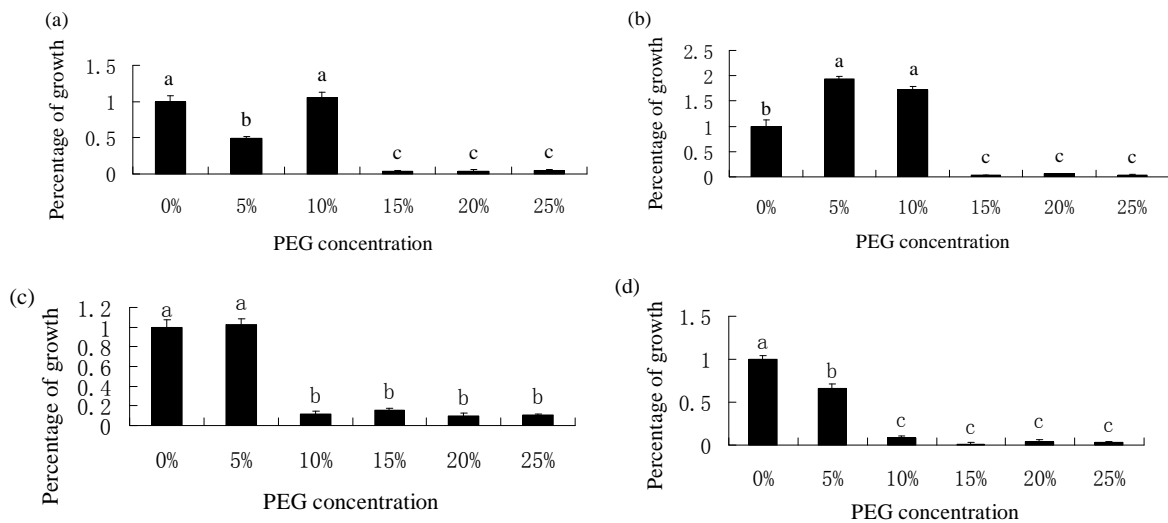 (a)
Percentage of growth
1.5
1
0.5
0
a
b
a
c
c
c
0% 5% 10% 15% 20% 25%
PEG concentration
(b)
Percentage of growth
2.5
2
1.5
1
0.5
0
b
a
a
c
c
c
0% 5% 10% 15% 20% 25%
PEG concentration
(c)
Percentage of growth
1.2
1
0.8
0.6
0.4
0.2
0
a
a
b
b
b
b
0% 5% 10% 15% 20% 25%
PEG concentration
(d)
Percentage of growth
1.5
1
0.5
0
a
b
c
c
c
c
0% 5% 10% 15% 20% 25%
PEG concentration